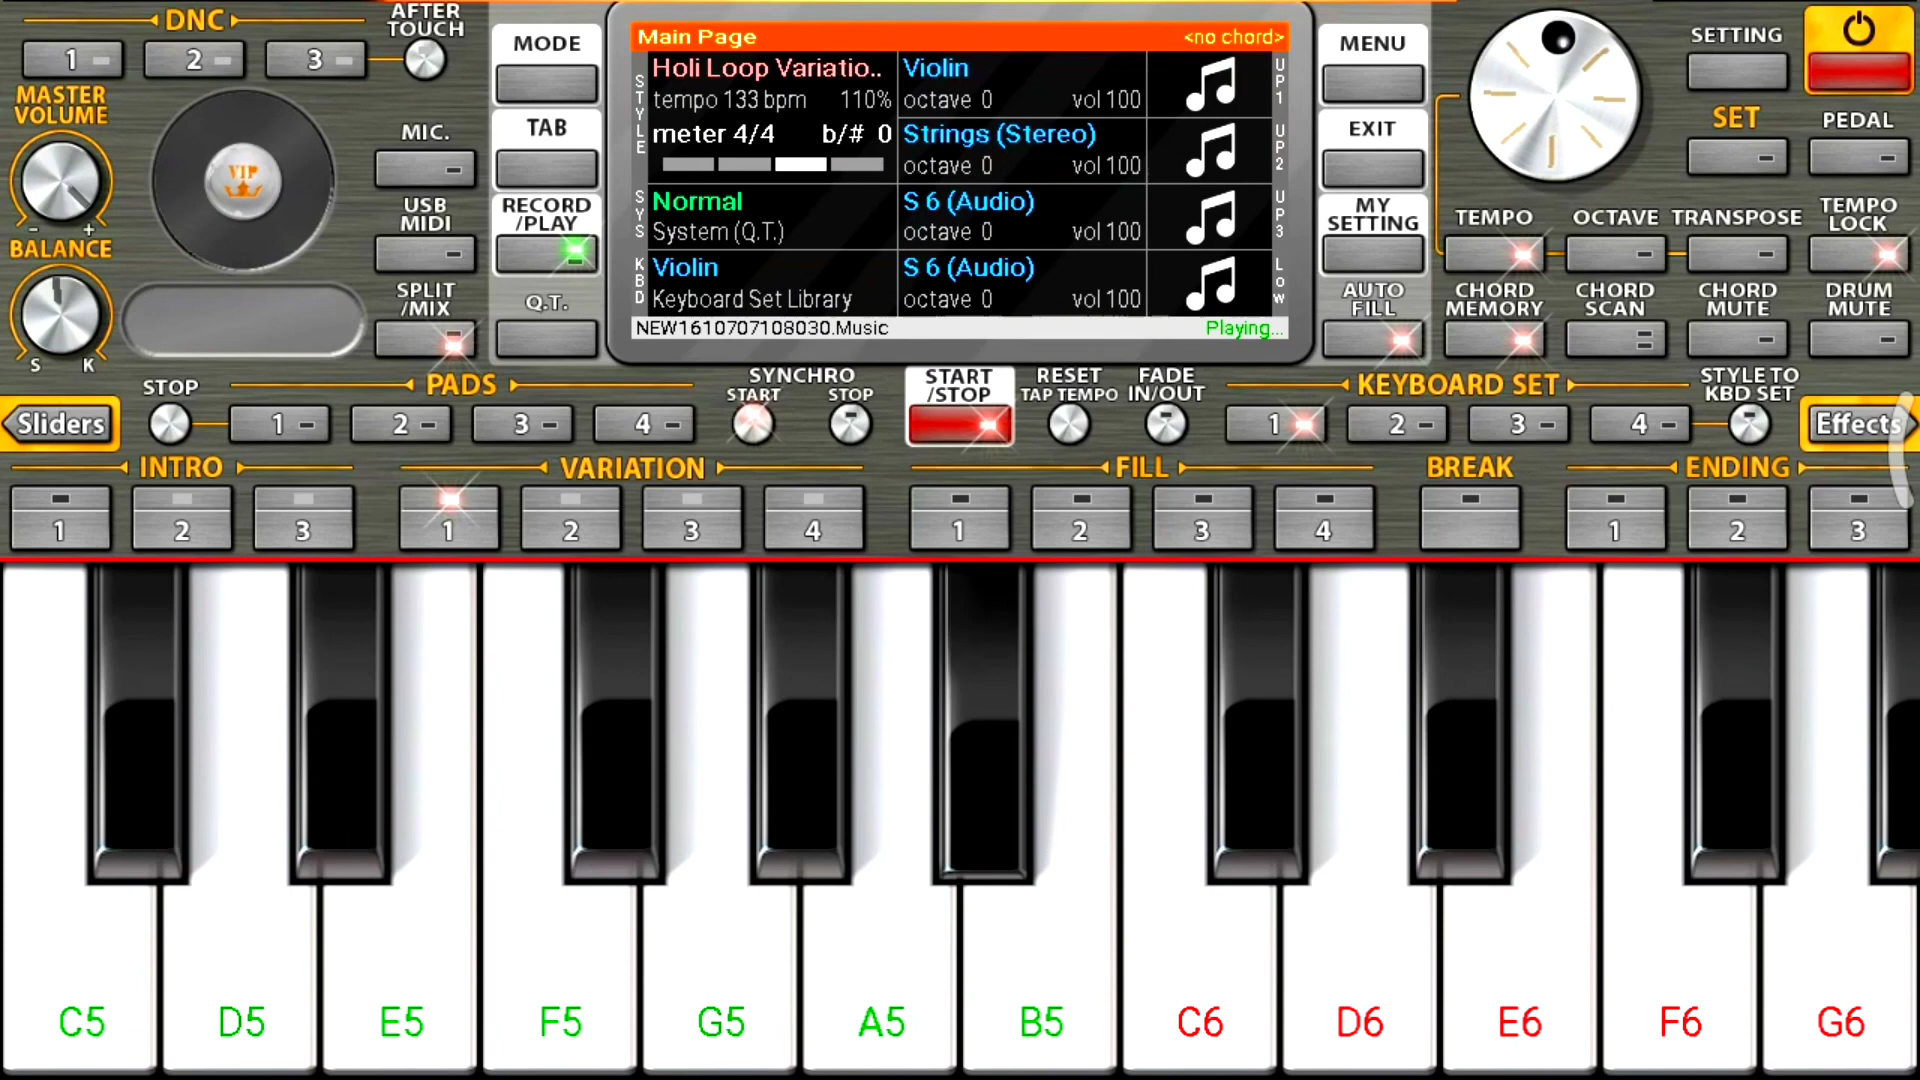 DNC
1 2 3
AFTER
TOUCH
MASTER
VOLUME
- +
BALANCE
S K
VIP
MIC.
USB
MIDI
SPLIT
/MIX
MODE
TAB
RECORD
/PLAY
Q.T.
Main Page <no chord>
STYLE
Holi Loop Variatio..
tempo 133 bpm 110%
meter 4/4 b/# 0
SYS
Normal
System (Q.T.)
KBD
Violin
Keyboard Set Library
Violin
octave 0 vol 100
UP1
Strings (Stereo)
octave 0 vol 100
UP2
S 6 (Audio)
octave 0 vol 100
UP3
S 6 (Audio)
octave 0 vol 100
LOW
NEW1610707108030.Music Playing...
MENU
EXIT
MY
SETTING
AUTO
FILL
SETTING
SET
PEDAL
TEMPO OCTAVE TRANSPOSE TEMPO
LOCK
CHORD
MEMORY
CHORD
SCAN
CHORD
MUTE
DRUM
MUTE
Sliders
STOP
PADS
1 2 3 4
SYNCHRO
START STOP
START
/STOP
RESET
TAP TEMPO
FADE
IN/OUT
KEYBOARD SET
1 2 3 4
STYLE TO
KBD SET
Effects
INTRO VARIATION FILL BREAK ENDING
1 2 3 1 2 3 4 1 2 3 4 1 2 3
C5 D5 E5 F5 G5 A5 B5 C6 D6 E6 F6 G6